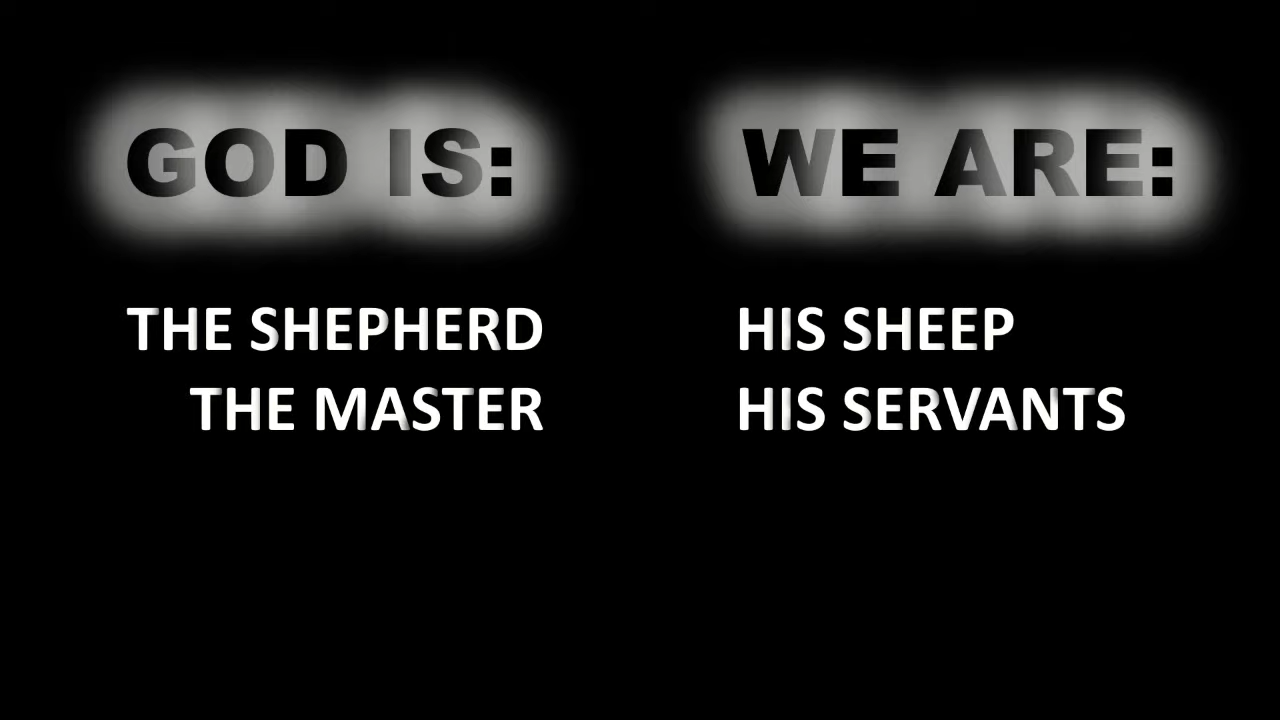 GOD IS:
WE ARE:
THE SHEPHERD
HIS SHEEP
THE MASTER
HIS SERVANTS